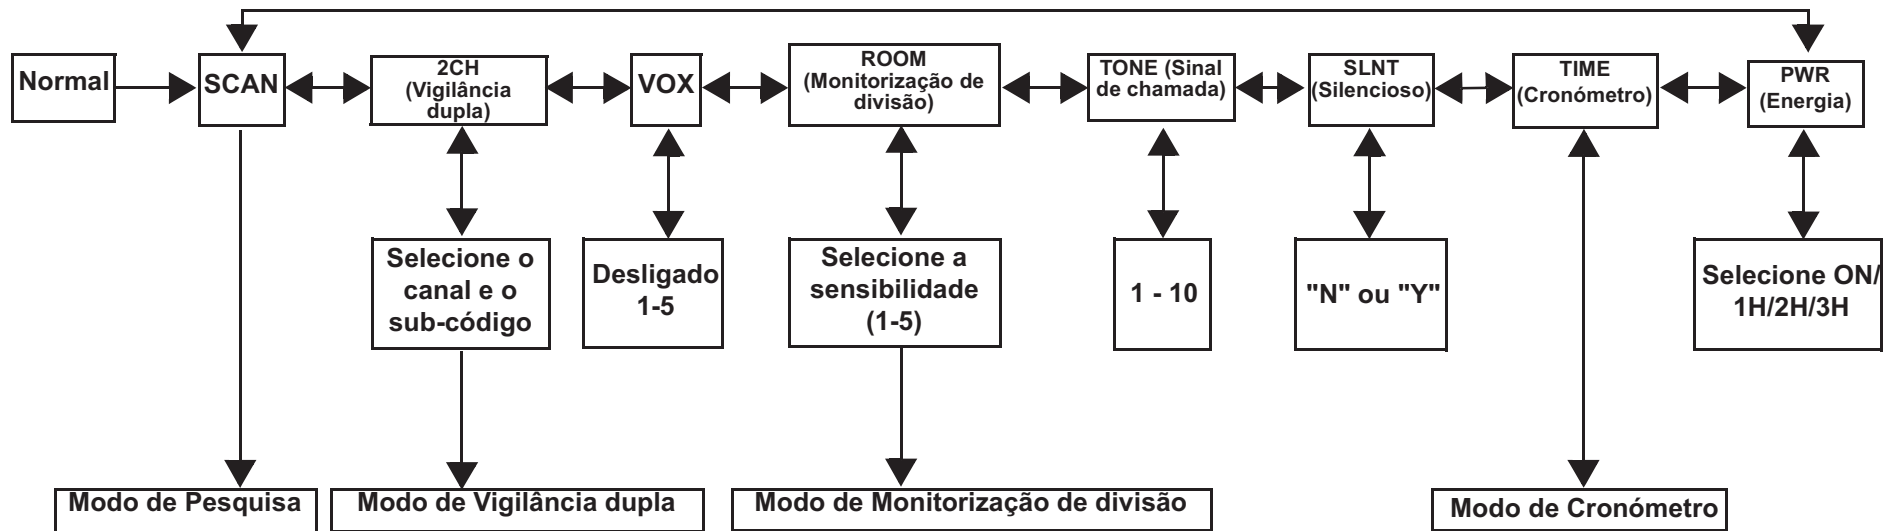 Normal
SCAN
2CH
(Vigilância
dupla)
VOX
ROOM
(Monitorização de
divisão)
TONE (Sinal
de chamada)
SLNT
(Silencioso)
TIME
(Cronómetro)
PWR
(Energia)
Selecione o
canal e o
sub-código
Desligado
1-5
Selecione a
sensibilidade
(1-5)
1 - 10
"N" ou "Y"
Selecione ON/
1H/2H/3H
Modo de Pesquisa
Modo de Vigilância dupla
Modo de Monitorização de divisão
Modo de Cronómetro